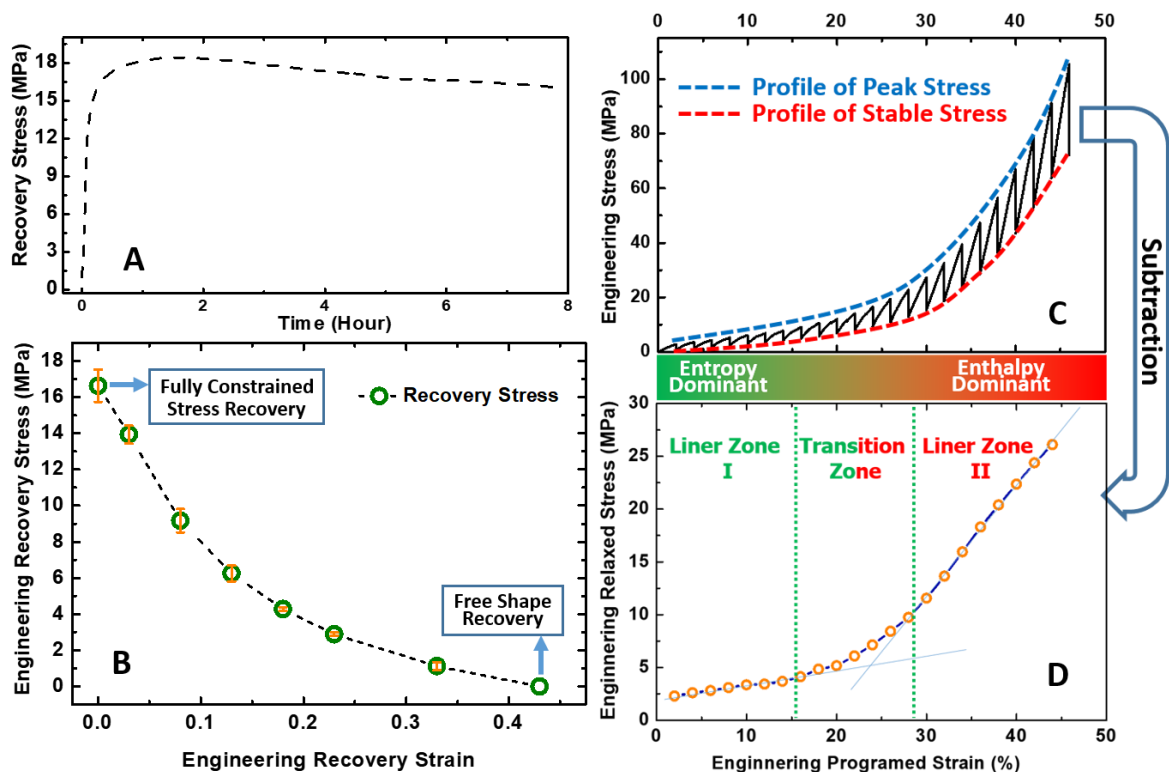 Recovery Stress (MPa)
18
15
12
9
6
3
0
A
0
2
4
6
8
Time (Hour)
Engineering Recovery Stress (MPa)
18
16
14
12
10
8
6
4
2
0
Fully Constrained
Stress Recovery
Recovery Stress
Free Shape
Recovery
B
0.0
0.1
0.2
0.3
0.4
Engineering Recovery Strain
0
10
20
30
40
50
Engineering Stress (MPa)
100
80
60
40
20
0
Profile of Peak Stress
Profile of Stable Stress
C
Subtraction
Entropy
Dominant
Enthalpy
Dominant
Enginnering Relaxed Stress (MPa)
30
25
20
15
10
5
0
Liner Zone
I
Transition
Zone
Liner Zone
II
D
0
10
20
30
40
50
Enginnering Programed Strain (%)